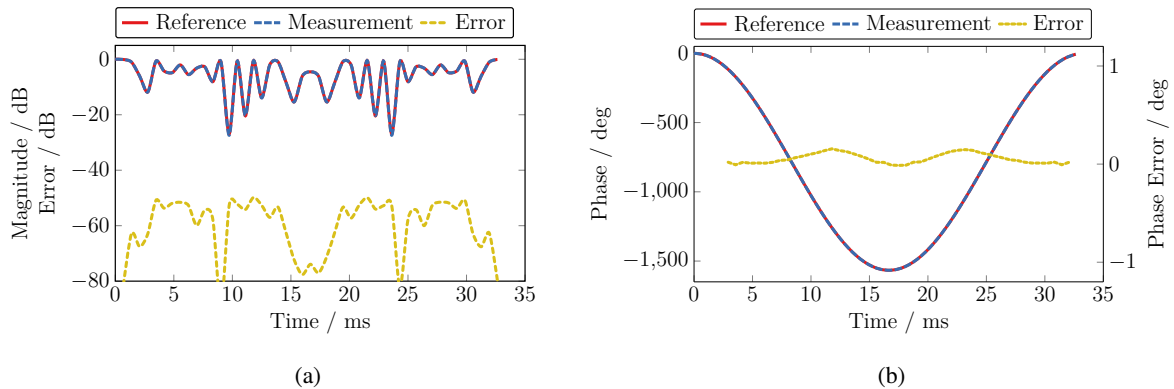 Reference Measurement Error
0
−20
−40
−60
−80
Magnitude / dB
Error / dB
0 5 10 15 20 25 30 35
Time / ms
(a)
Reference Measurement Error
0
−500
−1,000
−1,500
Phase / deg
1
0
−1
Phase Error / deg
0 5 10 15 20 25 30 35
Time / ms
(b)